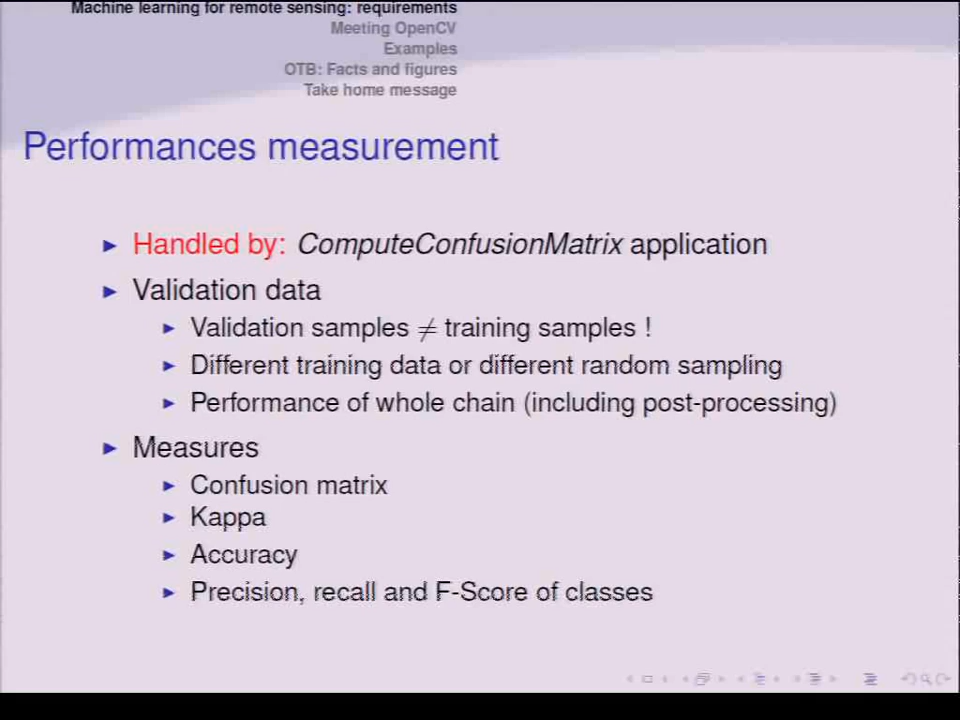 Machine learning for remote sensing: requirements
Meeting OpenCV
Examples
OTB: Facts and figures
Take home message
Performances measurement
Handled by: ComputeConfusionMatrix application
Validation data
Validation samples ≠ training samples !
Different training data or different random sampling
Performance of whole chain (including post-processing)
Measures
Confusion matrix
Kappa
Accuracy
Precision, recall and F-Score of classes